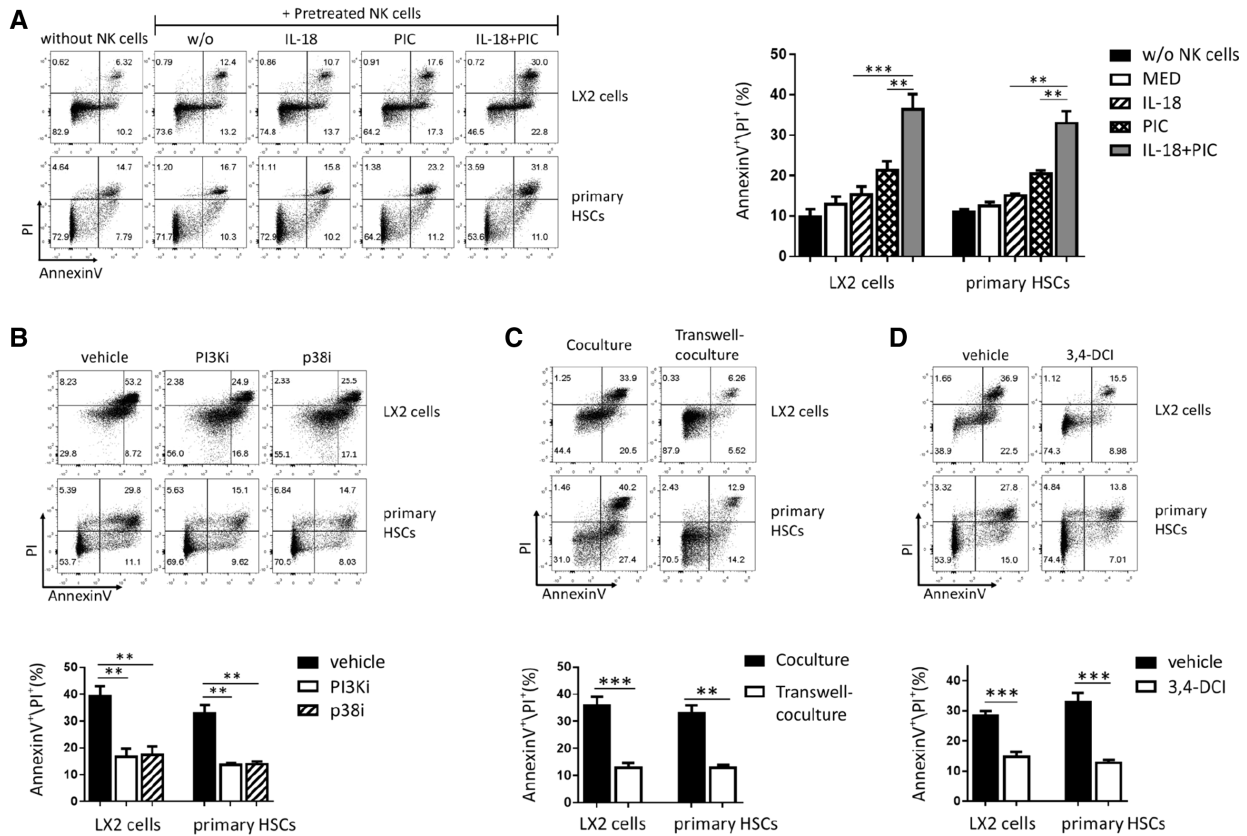 A
+ Pretreated NK cells
without NK cells w/o IL-18 PIC IL-18+PIC
0.62 6.32 0.79 12.4 0.86 10.7 0.91 17.6 0.72 30.0
LX2 cells
82.9 10.2 73.6 13.2 74.8 13.7 64.2 17.3 46.5 22.8
4.64 14.7 1.20 16.7 1.11 15.8 1.38 23.2 3.59 31.8
primary
HSCs
72.9 7.79 71.7 10.3 72.9 10.2 64.2 11.2 53.6 11.0
PI
AnnexinV
AnnexinV⁺\PI⁺ (%)
50
40
30
20
10
0
*** **
** **
LX2 cells primary HSCs
w/o NK cells
MED
IL-18
PIC
IL-18+PIC
B
vehicle PI3Ki p38i
8.23 53.2 2.38 24.9 2.33 25.5
LX2 cells
29.8 8.72 56.0 16.8 55.1 17.1
5.39 29.8 5.63 15.1 6.84 14.7
primary
HSCs
53.7 11.1 69.6 9.62 70.5 8.03
PI
AnnexinV
AnnexinV⁺\PI⁺(%)
50
40
30
20
10
0
** **
** **
LX2 cells primary HSCs
vehicle
PI3Ki
p38i
C
Coculture Transwell-
coculture
1.25 33.9 0.33 6.26
LX2 cells
44.4 20.5 87.9 5.52
1.46 40.2 2.43 12.9
primary
HSCs
31.0 27.4 70.5 14.2
PI
AnnexinV
AnnexinV⁺\PI⁺(%)
50
40
30
20
10
0
*** **
LX2 cells primary HSCs
Coculture
Transwell-
coculture
D
vehicle 3,4-DCI
1.66 36.9 1.12 15.5
LX2 cells
38.9 22.5 74.3 8.98
3.32 27.8 4.84 13.8
primary
HSCs
53.9 15.0 74.4 7.01
PI
AnnexinV
AnnexinV⁺\PI⁺(%)
40
30
20
10
0
*** ***
LX2 cells primary HSCs
vehicle
3,4-DCI